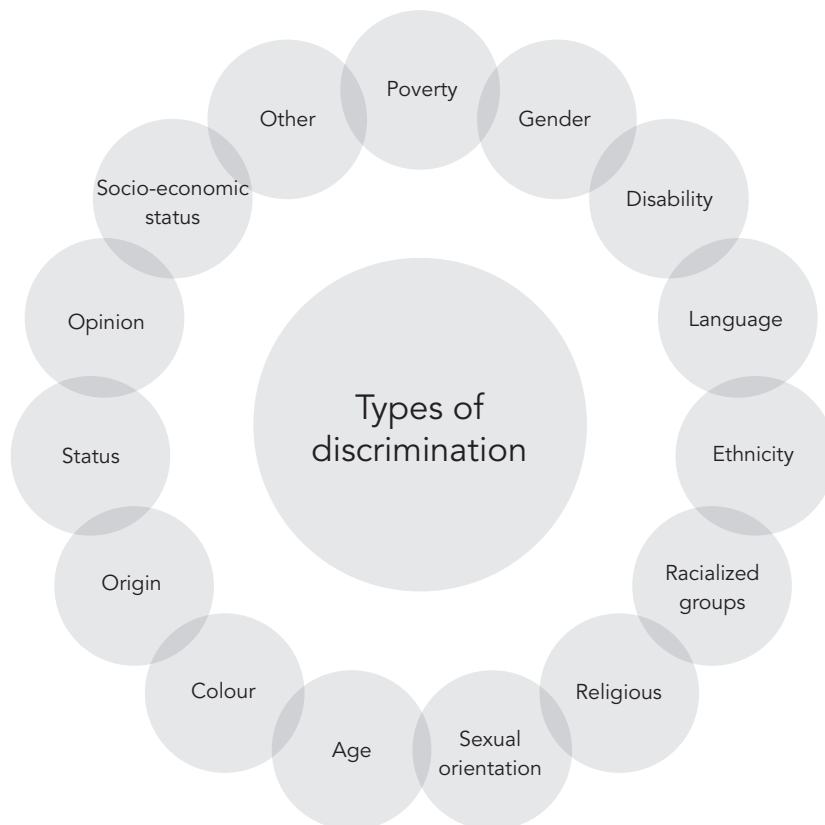 Poverty
Gender
Disability
Language
Ethnicity
Racialized
groups
Religious
Sexual
orientation
Age
Colour
Origin
Status
Opinion
Socio-economic
status
Other
Types of
discrimination